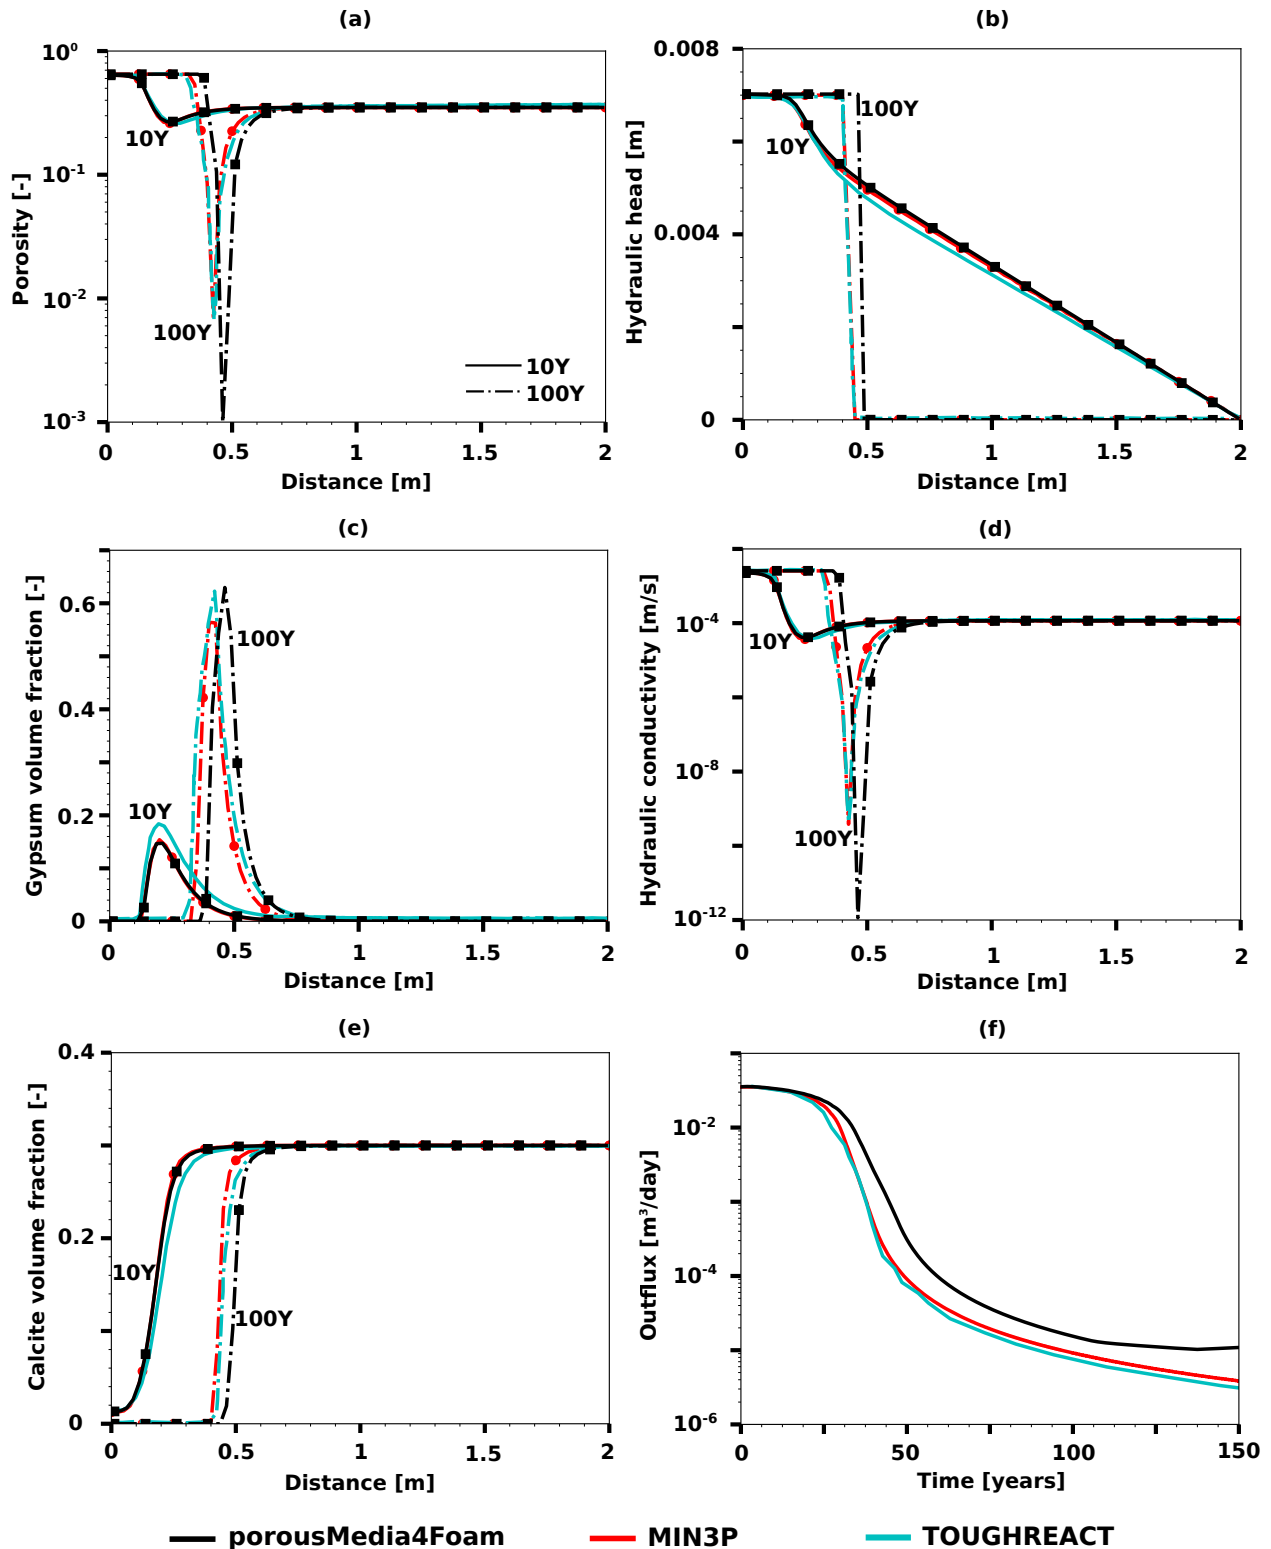 (a)
10⁰
10⁻¹
10⁻²
10⁻³
Porosity [-]
10Y
100Y
10Y
100Y
0
0.5
1
1.5
2
Distance [m]
(b)
0.008
0.004
0
Hydraulic head [m]
100Y
10Y
0
0.5
1
1.5
2
Distance [m]
(c)
0.6
0.4
0.2
0
Gypsum volume fraction [-]
100Y
10Y
0
0.5
1
1.5
2
Distance [m]
(d)
10⁻⁴
10⁻⁸
10⁻¹²
Hydraulic conductivity [m/s]
10Y
100Y
0
0.5
1
1.5
2
Distance [m]
(e)
0.4
0.2
0
Calcite volume fraction [-]
10Y
100Y
0
0.5
1
1.5
2
Distance [m]
(f)
10⁻²
10⁻⁴
10⁻⁶
Outflux [m³/day]
0
50
100
150
Time [years]
porousMedia4Foam
MIN3P
TOUGHREACT